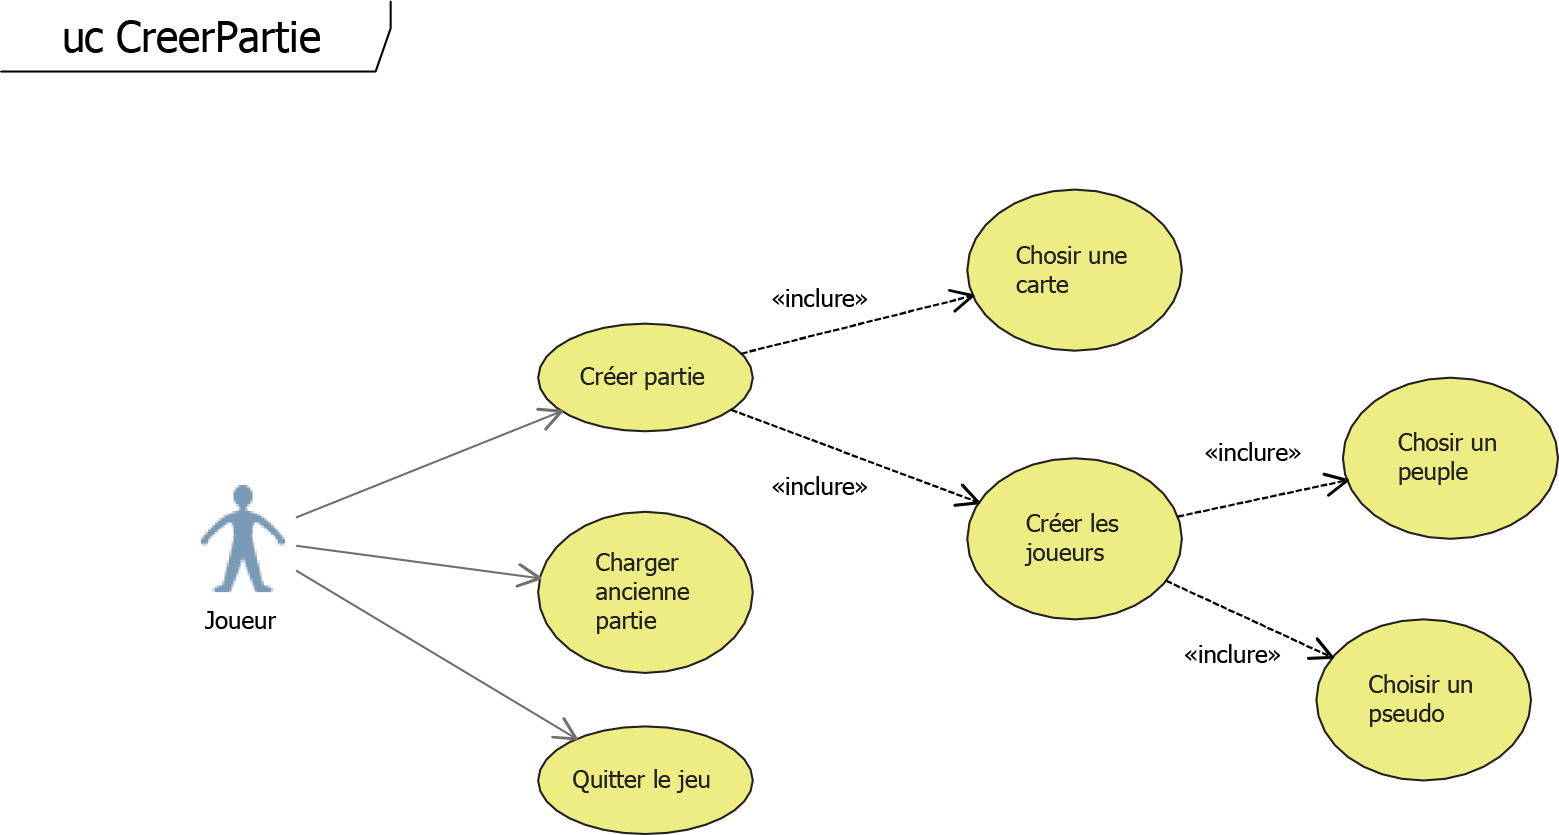 uc CreerPartie
Chosir une
carte
«inclure»
Créer partie
«inclure»
Chosir un
peuple
«inclure»
Créer les
joueurs
Charger
ancienne
partie
Joueur
«inclure»
Choisir un
pseudo
Quitter le jeu